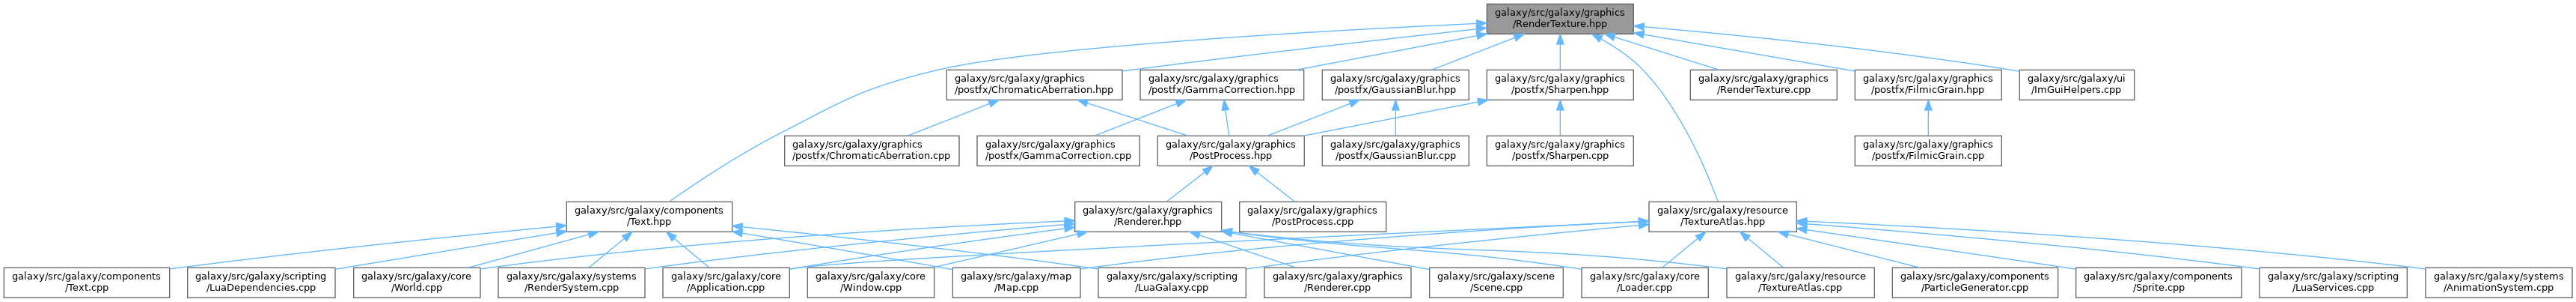 galaxy/src/galaxy/graphics
/RenderTexture.hpp
galaxy/src/galaxy/graphics
/postfx/ChromaticAberration.hpp
galaxy/src/galaxy/graphics
/postfx/GammaCorrection.hpp
galaxy/src/galaxy/graphics
/postfx/GaussianBlur.hpp
galaxy/src/galaxy/graphics
/postfx/Sharpen.hpp
galaxy/src/galaxy/graphics
/RenderTexture.cpp
galaxy/src/galaxy/graphics
/postfx/FilmicGrain.hpp
galaxy/src/galaxy/ui
/ImGuiHelpers.cpp
galaxy/src/galaxy/graphics
/postfx/ChromaticAberration.cpp
galaxy/src/galaxy/graphics
/postfx/GammaCorrection.cpp
galaxy/src/galaxy/graphics
/PostProcess.hpp
galaxy/src/galaxy/graphics
/postfx/GaussianBlur.cpp
galaxy/src/galaxy/graphics
/postfx/Sharpen.cpp
galaxy/src/galaxy/graphics
/postfx/FilmicGrain.cpp
galaxy/src/galaxy/components
/Text.hpp
galaxy/src/galaxy/graphics
/Renderer.hpp
galaxy/src/galaxy/graphics
/PostProcess.cpp
galaxy/src/galaxy/resource
/TextureAtlas.hpp
galaxy/src/galaxy/components
/Text.cpp
galaxy/src/galaxy/scripting
/LuaDependencies.cpp
galaxy/src/galaxy/core
/World.cpp
galaxy/src/galaxy/systems
/RenderSystem.cpp
galaxy/src/galaxy/core
/Application.cpp
galaxy/src/galaxy/core
/Window.cpp
galaxy/src/galaxy/map
/Map.cpp
galaxy/src/galaxy/scripting
/LuaGalaxy.cpp
galaxy/src/galaxy/graphics
/Renderer.cpp
galaxy/src/galaxy/scene
/Scene.cpp
galaxy/src/galaxy/core
/Loader.cpp
galaxy/src/galaxy/resource
/TextureAtlas.cpp
galaxy/src/galaxy/components
/ParticleGenerator.cpp
galaxy/src/galaxy/components
/Sprite.cpp
galaxy/src/galaxy/scripting
/LuaServices.cpp
galaxy/src/galaxy/systems
/AnimationSystem.cpp